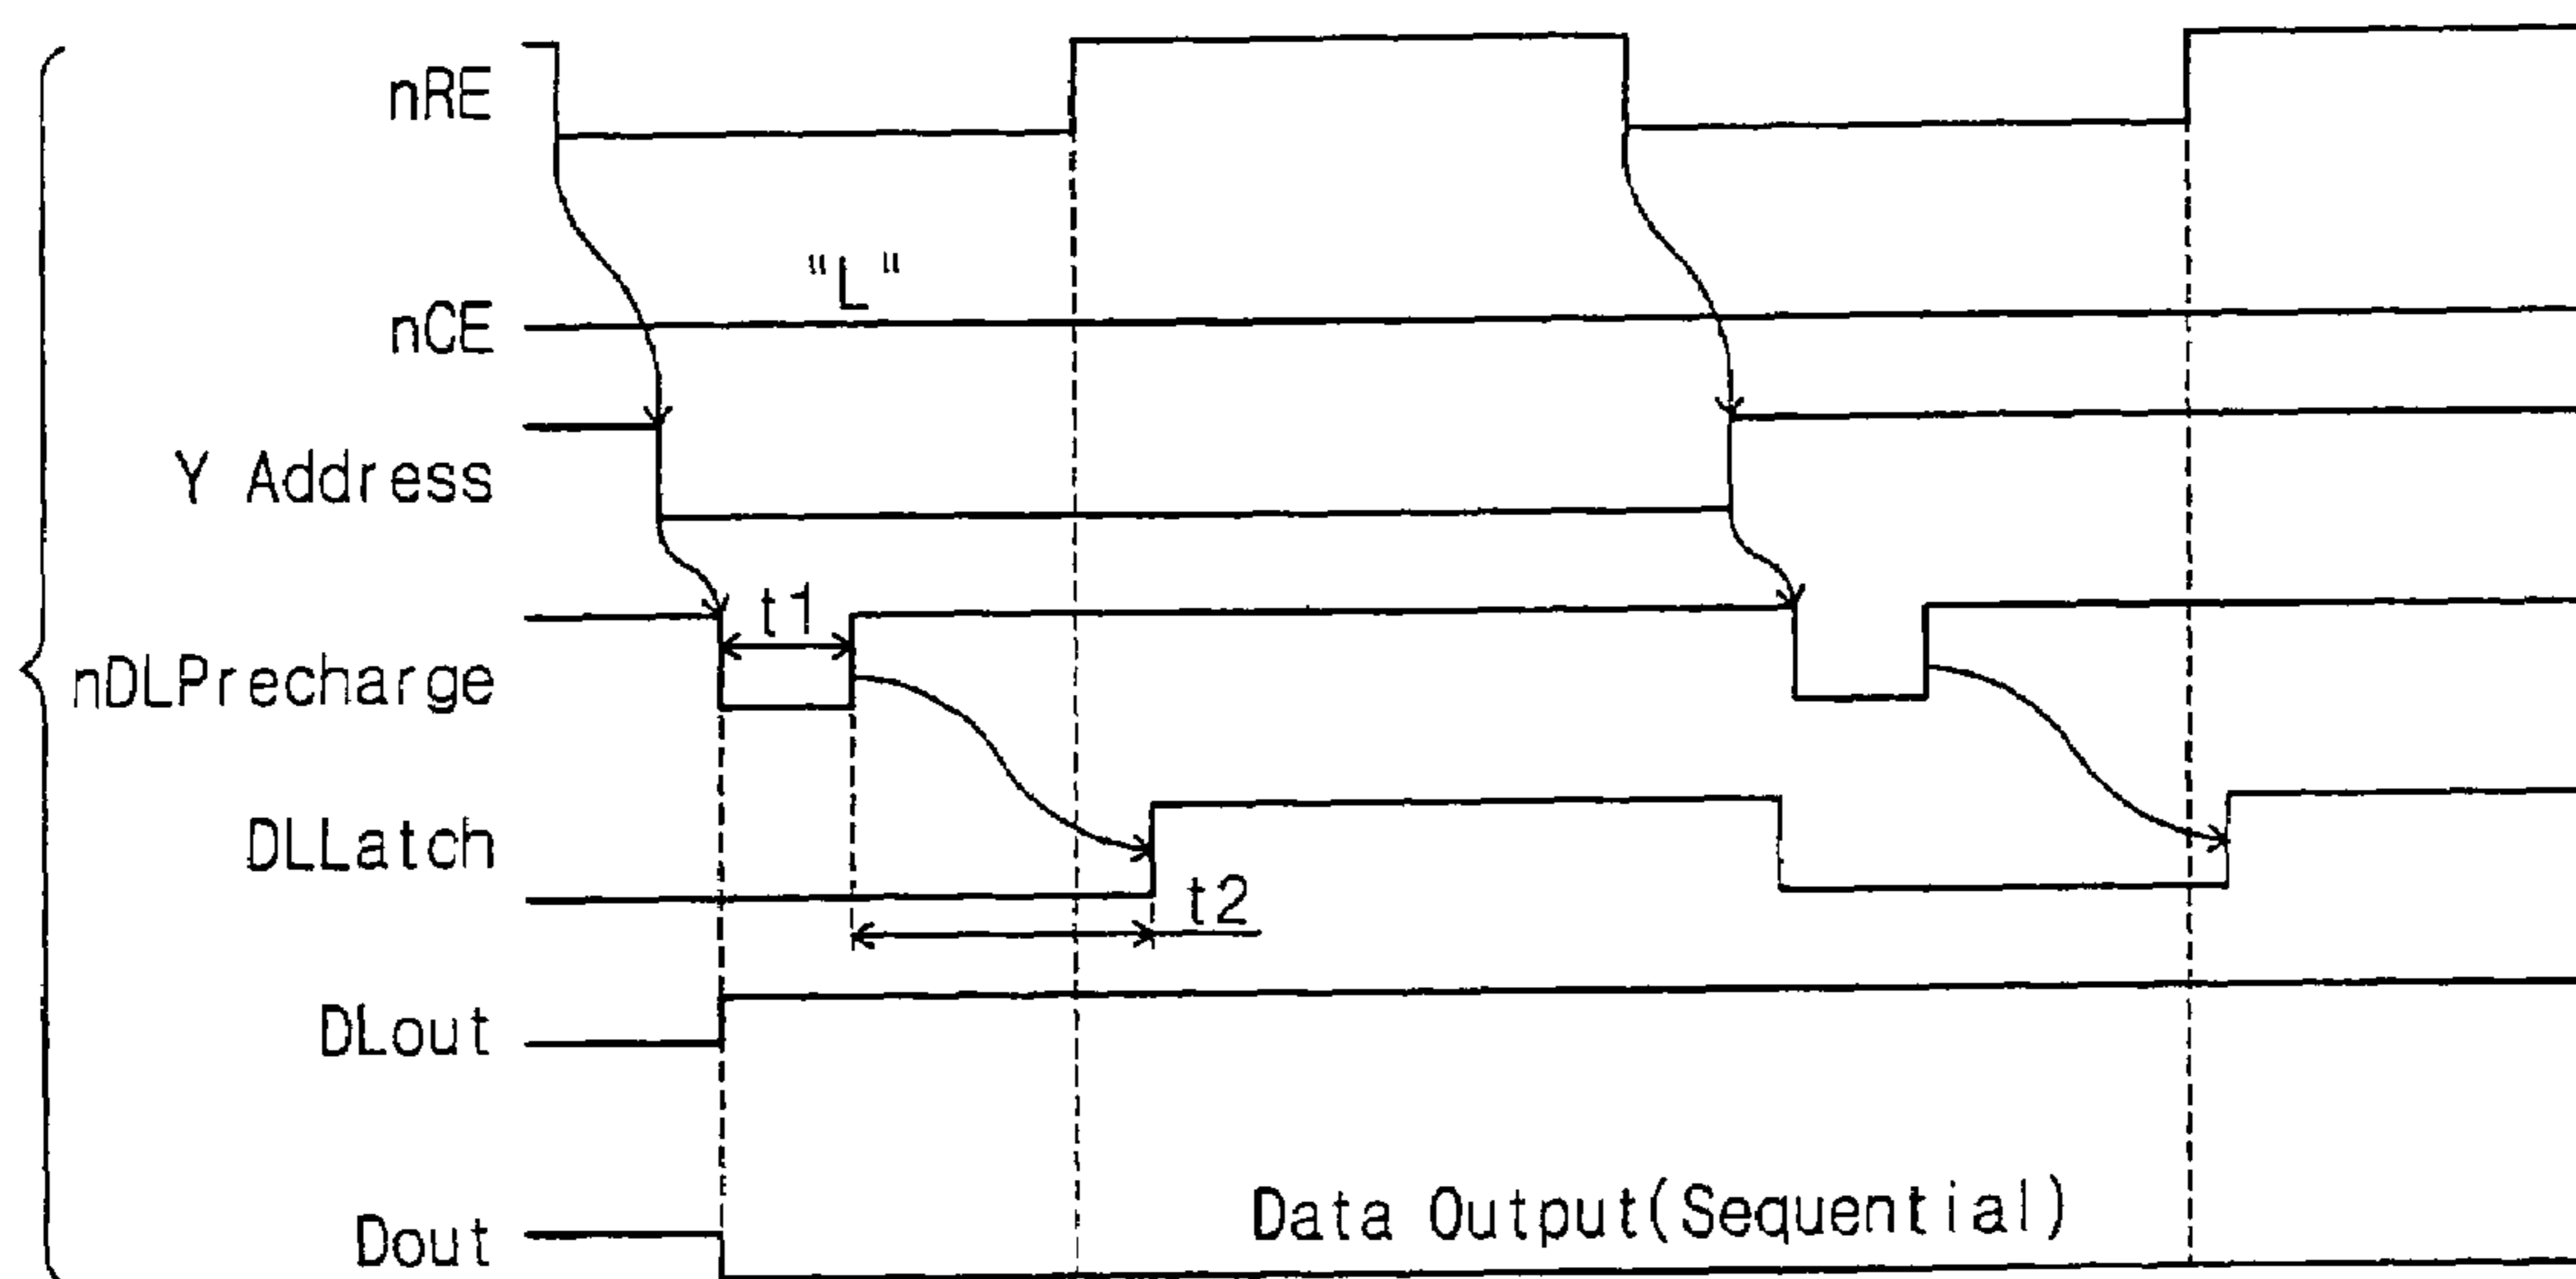 nRE
"L"
nCE
Y Address
t1
nDLPrecharge
DLLatch
t2
DLout
Data Output(Sequential)
Dout